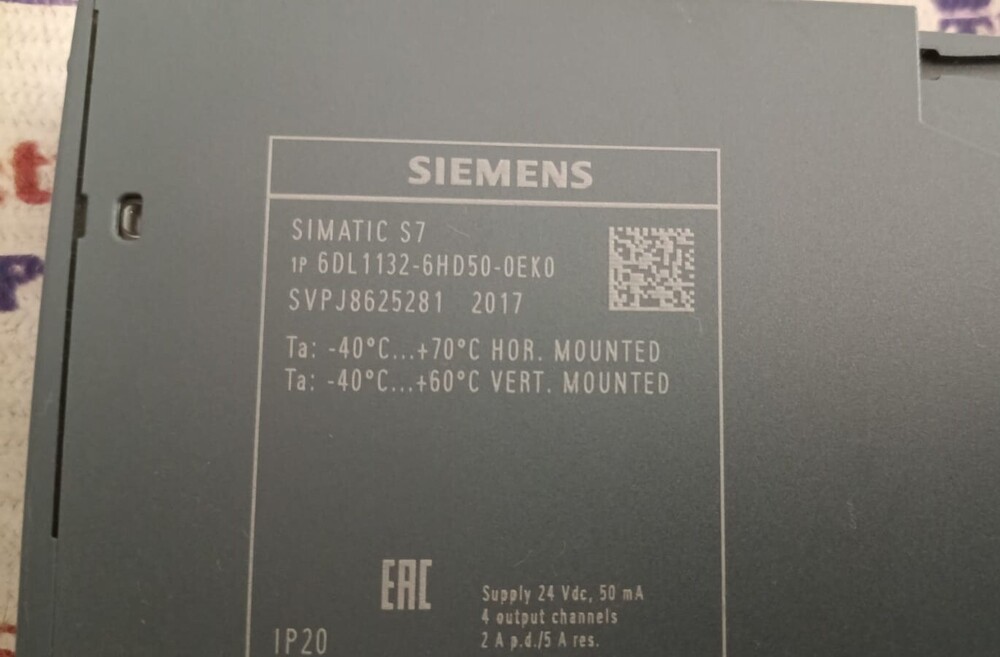 SIEMENS
SIMATIC S7
1P 6DL1132-6HD50-0EK0
SVPJ8625281 2017
Ta: -40°C...+70°C HOR. MOUNTED
Ta: -40°C...+60°C VERT. MOUNTED
EAC
Supply 24 Vdc, 50 mA
4 output channels
2 A p.d./5 A res.
IP20